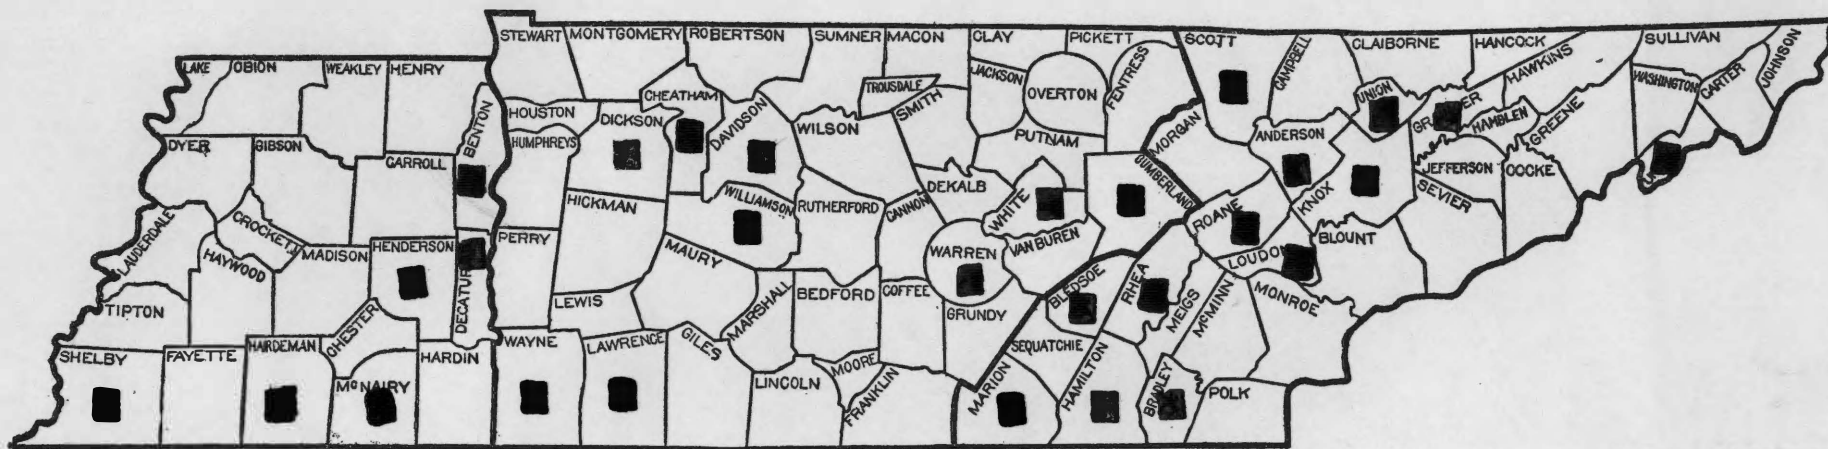 STEWART
MONTGOMERY
ROBERTSON
SUMNER
MACON
CLAY
PICKETT
SCOTT
CAMPBELL
CLAIBORNE
HANCOCK
HAWKINS
SULLIVAN
JOHNSON
CARTER
WASHINGTON
LAKE
OBION
WEAKLEY
HENRY
BENTON
HOUSTON
CHEATHAM
TROUSDALE
JACKSON
OVERTON
FENTRESS
UNION
HAMBLEN
GREENE
DYER
GIBSON
CARROLL
HUMPHREYS
DICKSON
DAVIDSON
WILSON
SMITH
PUTNAM
MORGAN
ANDERSON
JEFFERSON
COCKE
SEVIER
LAUDERDALE
CROCKETT
HAYWOOD
MADISON
HENDERSON
DECATUR
PERRY
HICKMAN
WILLIAMSON
RUTHERFORD
CANNON
DEKALB
WHITE
CUMBERLAND
ROANE
KNOX
LOUDON
BLOUNT
TIPTON
CHESTER
LEWIS
MAURY
MARSHALL
BEDFORD
COFFEE
WARREN
VAN BUREN
GRUNDY
BLEDSOE
RHEA
MEIGS
McMINN
MONROE
SHELBY
FAYETTE
HARDEMAN
McNAIRY
HARDIN
WAYNE
LAWRENCE
GILES
LINCOLN
MOORE
FRANKLIN
SEQUATCHIE
MARION
HAMILTON
BRADLEY
POLK